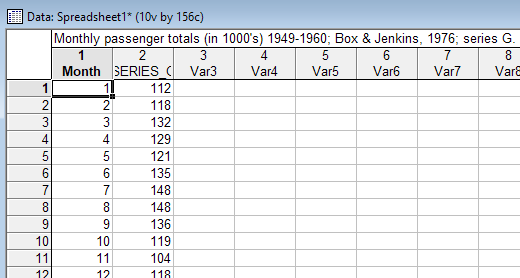 Data: Spreadsheet1* (10v by 156c)
Monthly passenger totals (in 1000's) 1949-1960; Box & Jenkins, 1976; series G.
1 2 3 4 5 6 7 8
Month SERIES_G Var3 Var4 Var5 Var6 Var7 Var8
1 1 112
2 2 118
3 3 132
4 4 129
5 5 121
6 6 135
7 7 148
8 8 148
9 9 136
10 10 119
11 11 104
12 12 118